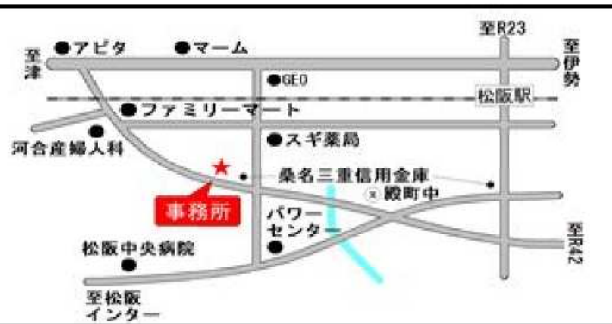 至R23
アピタ
マーム
至津
至伊勢
GEO
松阪駅
ファミリーマート
河合産婦人科
スギ薬局
桑名三重信用金庫
文
殿町中
事務所
パワー
センター
至R42
松阪中央病院
至松阪
インター